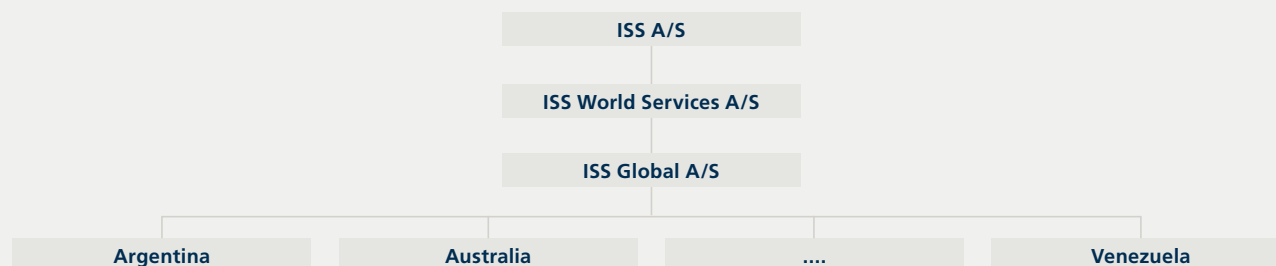 ISS A/S
ISS World Services A/S
ISS Global A/S
Argentina Australia .... Venezuela